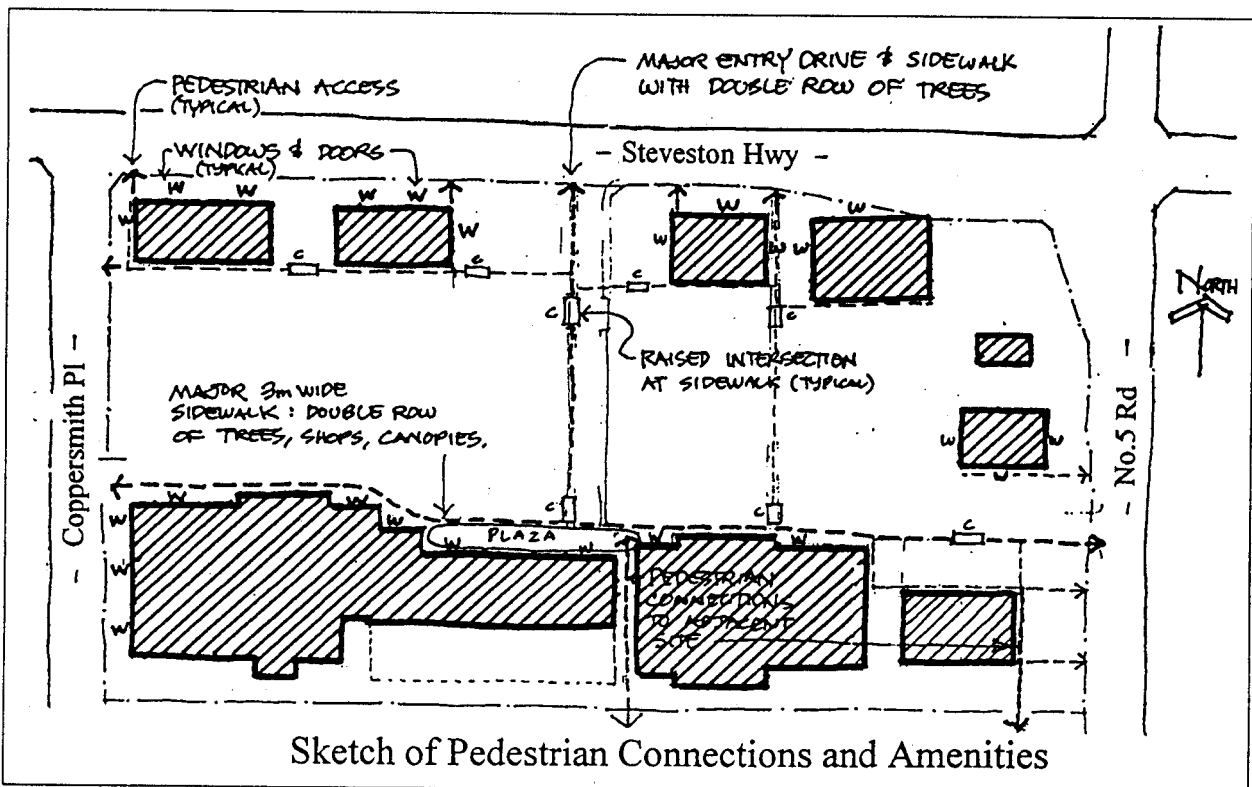 MAJOR ENTRY DRIVE & SIDEWALK
WITH DOUBLE ROW OF TREES
PEDESTRIAN ACCESS
(TYPICAL)
WINDOWS & DOORS
(TYPICAL)
– Steveston Hwy –
W
W
W
W
W
W
W
W
W
W
W
W
C
C
C
C
C
NORTH
RAISED INTERSECTION
AT SIDEWALK (TYPICAL)
MAJOR 3m WIDE
SIDEWALK : DOUBLE ROW
OF TREES, SHOPS, CANOPIES.
– Coppersmith Pl –
– No.5 Rd –
W
W
W
W
W
W
W
W
W
C
C
C
PLAZA
W
W
W
W
W
PEDESTRIAN
CONNECTIONS
TO ADJACENT
SITE
Sketch of Pedestrian Connections and Amenities